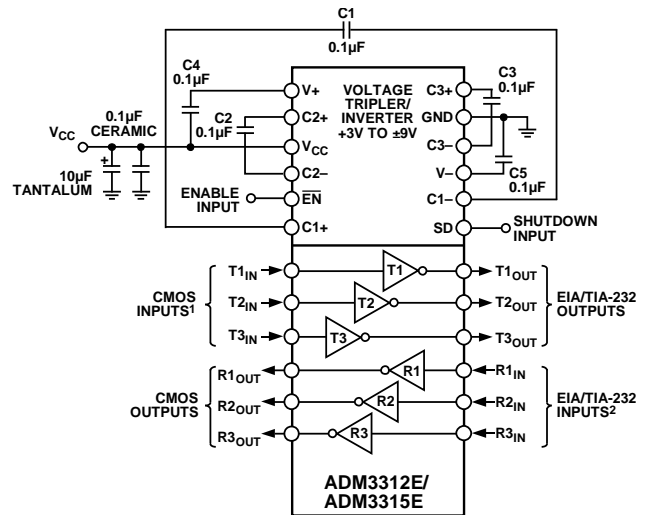 C1
0.1µF
C4
0.1µF
0.1µF
CERAMIC
C2
0.1µF
VCC
+
10µF
TANTALUM
ENABLE
INPUT
V+
C2+
VCC
C2–
EN
C1+
VOLTAGE
TRIPLER/
INVERTER
+3V TO ±9V
C3+
GND
C3–
V–
C1–
SD
C3
0.1µF
C5
0.1µF
SHUTDOWN
INPUT
CMOS
INPUTS1
T1IN
T2IN
T3IN
T1
T2
T3
T1OUT
T2OUT
T3OUT
EIA/TIA-232
OUTPUTS
CMOS
OUTPUTS
R1OUT
R2OUT
R3OUT
R1
R2
R3
R1IN
R2IN
R3IN
EIA/TIA-232
INPUTS2
ADM3312E/
ADM3315E